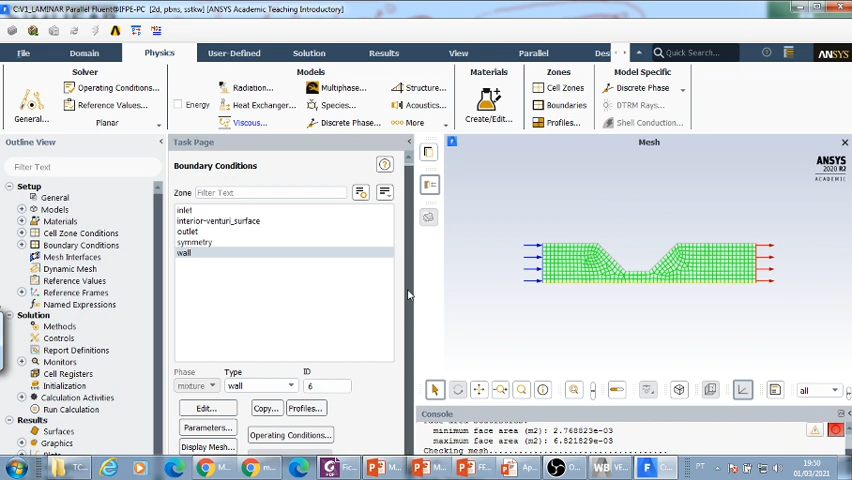 C:V1_LAMINAR Parallel Fluent@IFPE-PC [2d, pbns, sstkw] [ANSYS Academic Teaching Introductory]
File Domain Physics User-Defined Solution Results View Parallel Des Quick Search... ANSYS
Solver Models Materials Zones Model Specific
General... Operating Conditions... Reference Values... Planar
Energy Radiation... Heat Exchanger... Viscous...
Multiphase... Species... Discrete Phase...
Structure... Acoustics... More
Create/Edit...
Cell Zones Boundaries Profiles...
Discrete Phase DTRM Rays... Shell Conduction...
Outline View
Filter Text
Setup
General
Models
Materials
Cell Zone Conditions
Boundary Conditions
Mesh Interfaces
Dynamic Mesh
Reference Values
Reference Frames
Named Expressions
Solution
Methods
Controls
Report Definitions
Monitors
Cell Registers
Initialization
Calculation Activities
Run Calculation
Results
Surfaces
Graphics
Task Page
Boundary Conditions
Zone Filter Text
inlet
interior-venturi_surface
outlet
symmetry
wall
Phase Type ID
mixture wall 6
Edit... Copy... Profiles...
Parameters... Operating Conditions...
Display Mesh...
Mesh
ANSYS
2020 R2
ACADEMIC
all
Console
minimum face area (m2): 2.768823e-03
maximum face area (m2): 6.821829e-03
Checking mesh
TC... M... m... Fic... M... M... FE... Ap... O... VF... C...
PT 19:50
01/03/2021